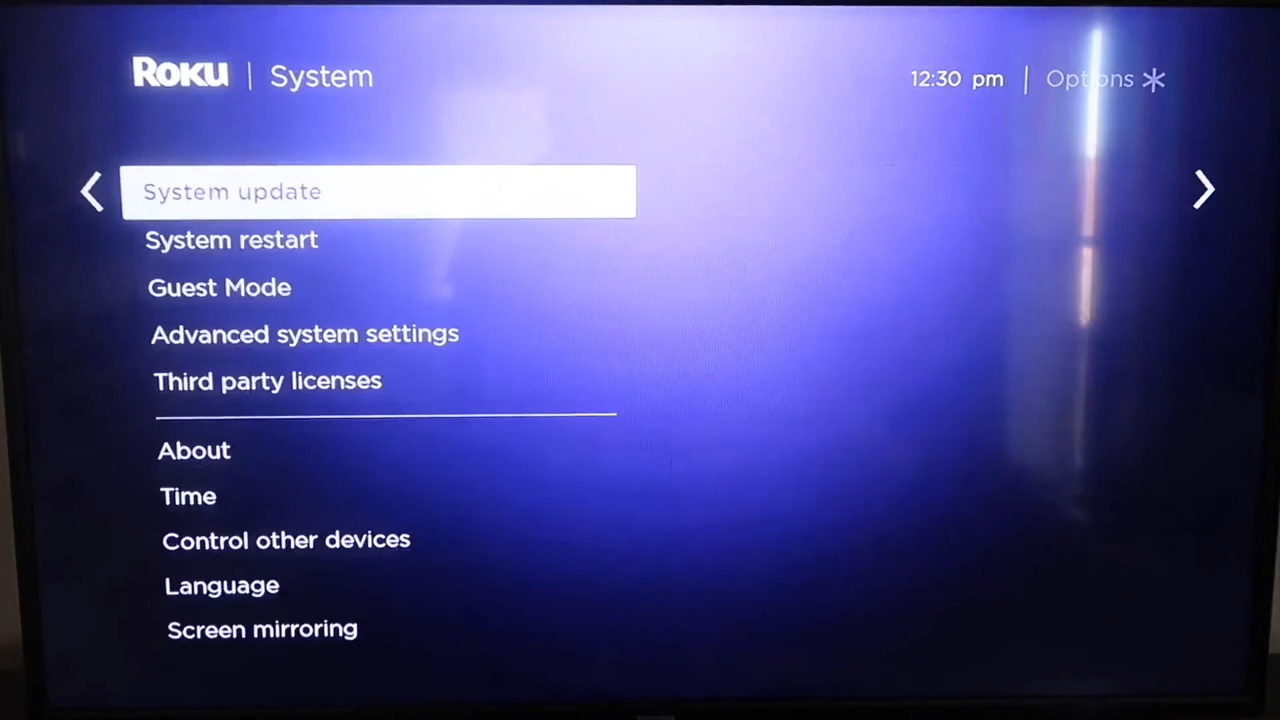 Roku | System
12:30 pm | Options
System update
System restart
Guest Mode
Advanced system settings
Third party licenses
About
Time
Control other devices
Language
Screen mirroring